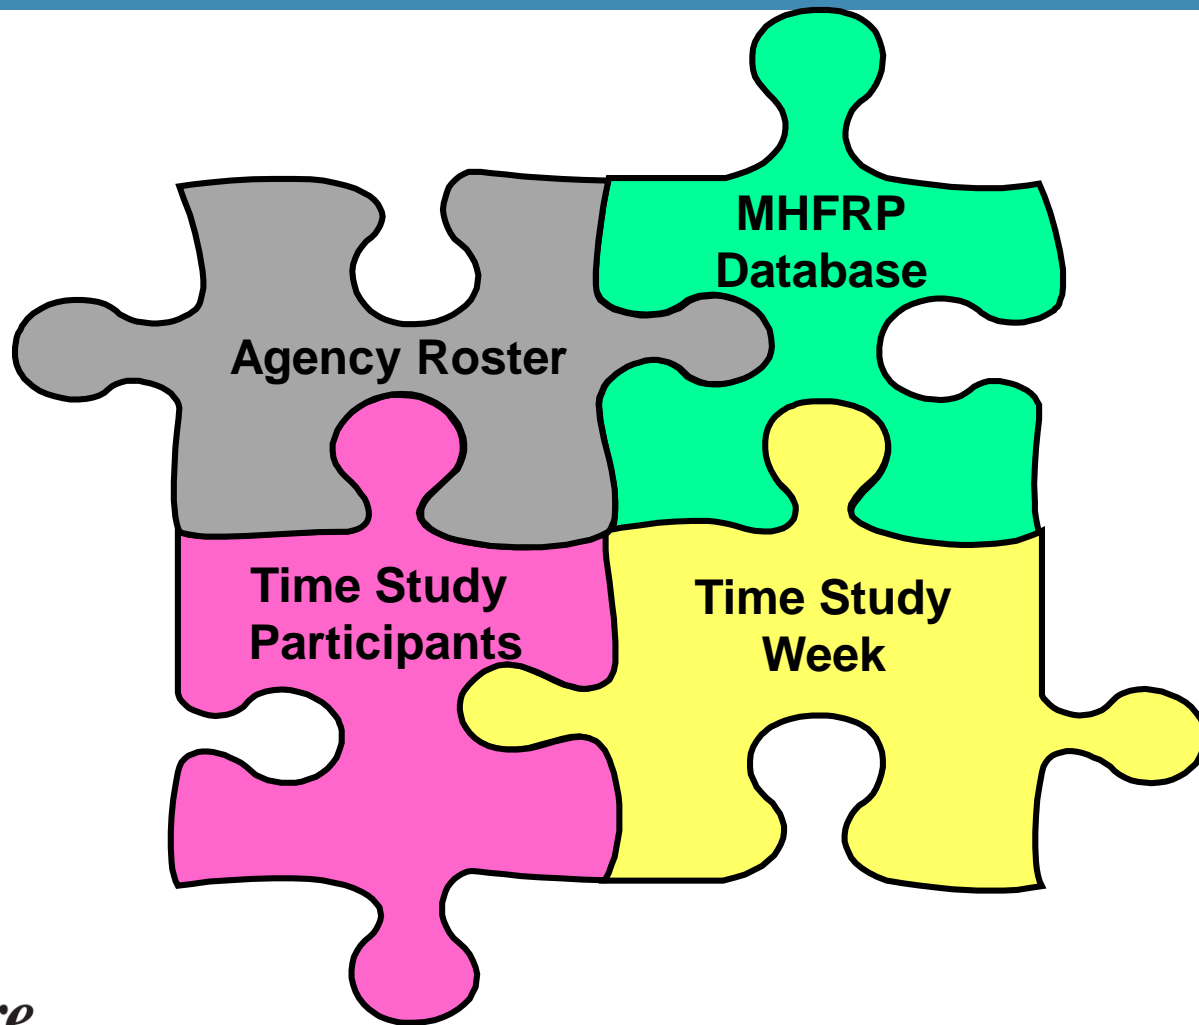 MHFRP
Database
Agency Roster
Time Study
Participants
Time Study
Week